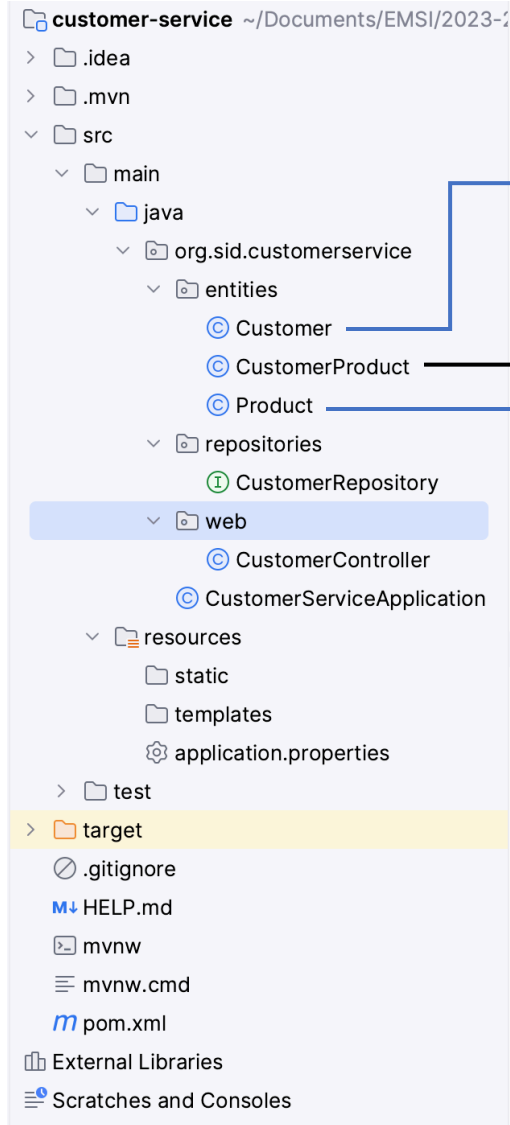 customer-service ~/Documents/EMSI/2023-2
.idea
.mvn
src
main
java
org.sid.customerservice
entities
C Customer
C CustomerProduct
C Product
repositories
I CustomerRepository
web
C CustomerController
C CustomerServiceApplication
resources
static
templates
application.properties
test
target
.gitignore
M↓ HELP.md
mvnw
mvnw.cmd
m pom.xml
External Libraries
Scratches and Consoles